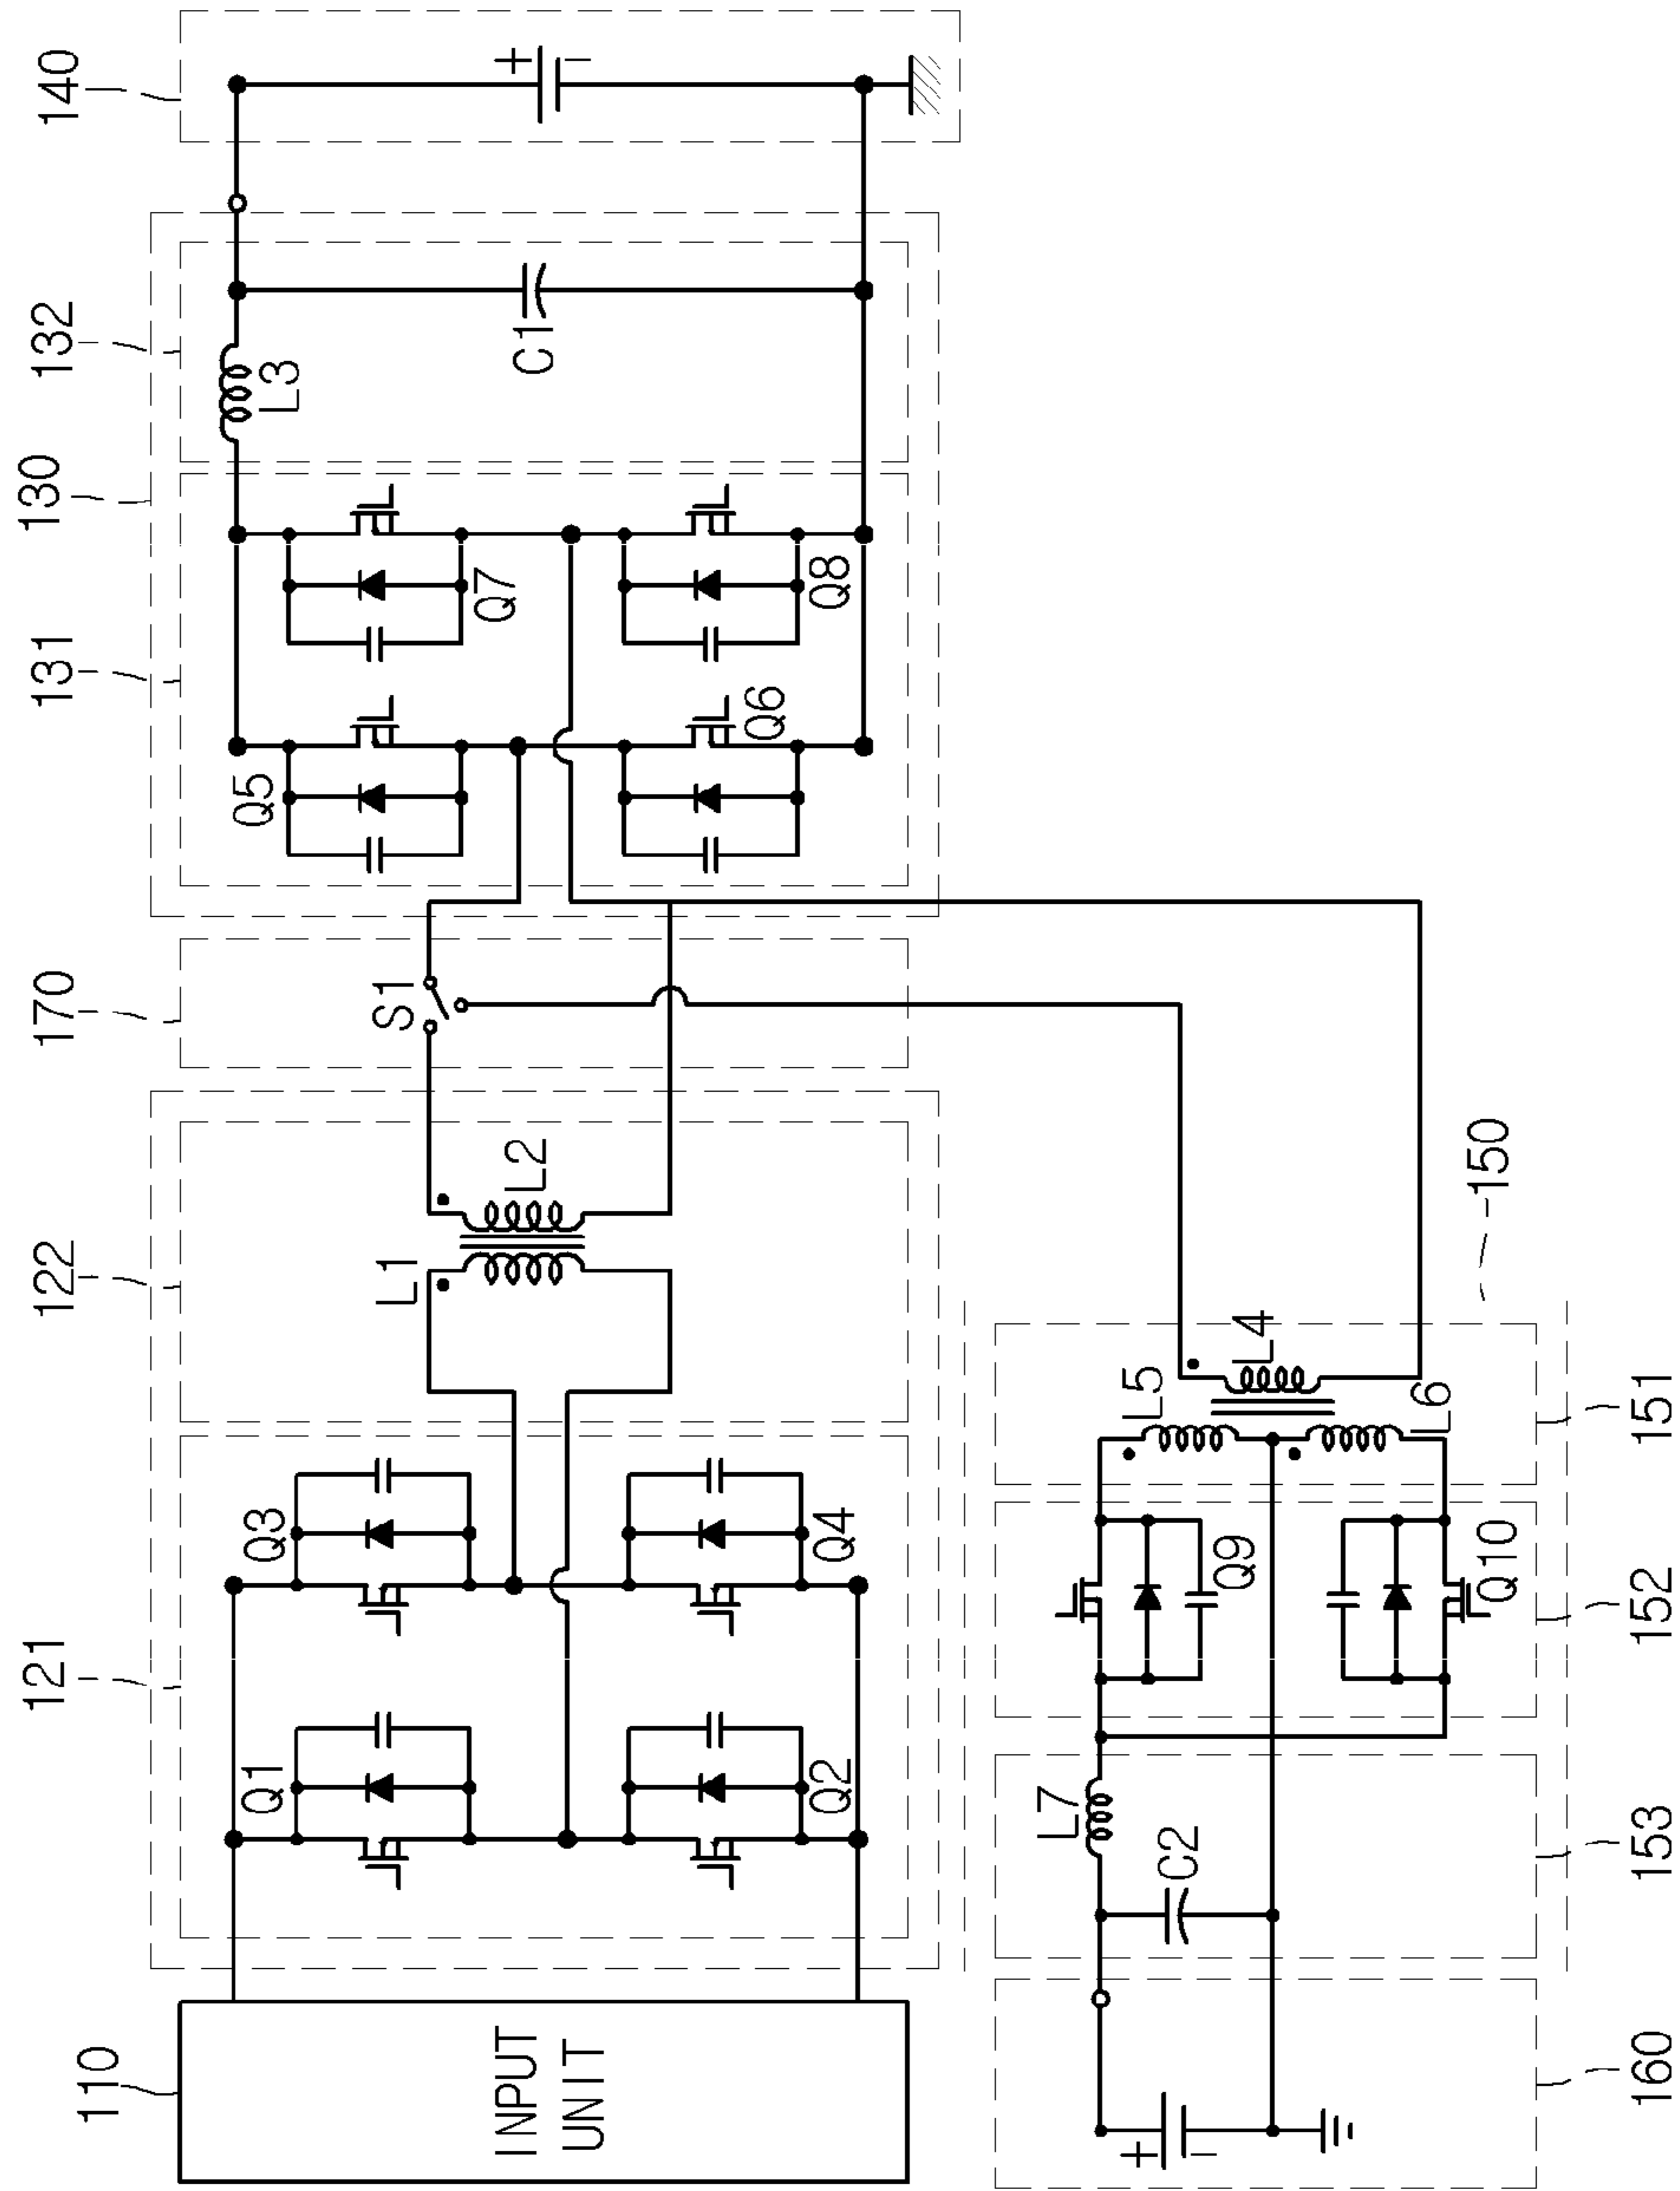 110
INPUT
UNIT
121
Q1
Q2
Q3
Q4
122
L1
L2
170
S1
131
130
Q5
Q6
Q7
Q8
132
L3
C1
140
+
−
160
+
−
153
L7
C2
152
Q9
Q10
151
L5
L6
L4
150